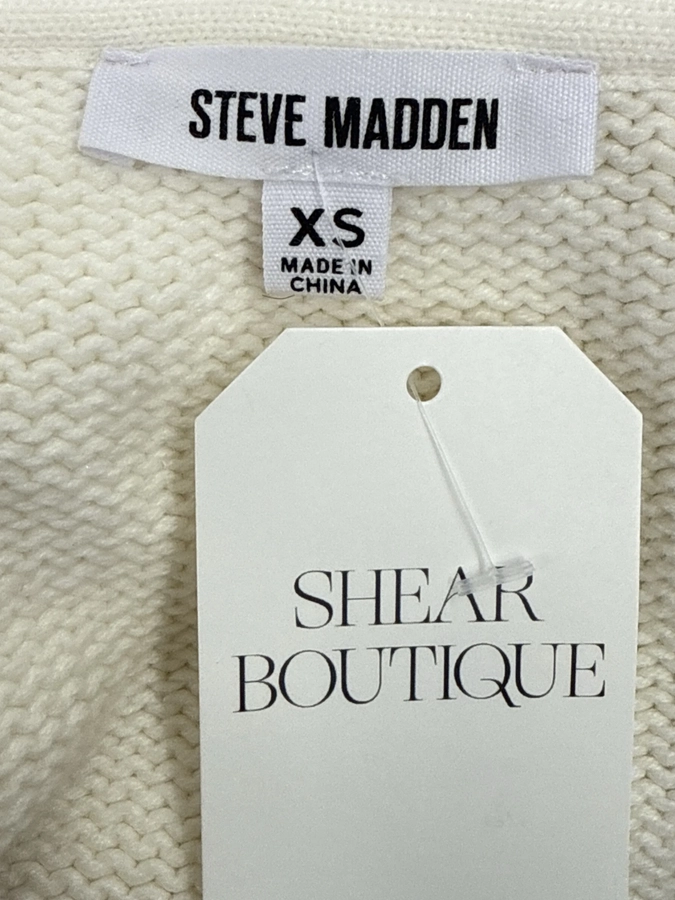 STEVE MADDEN
XS
MADE IN
CHINA
SHEAR
BOUTIQUE